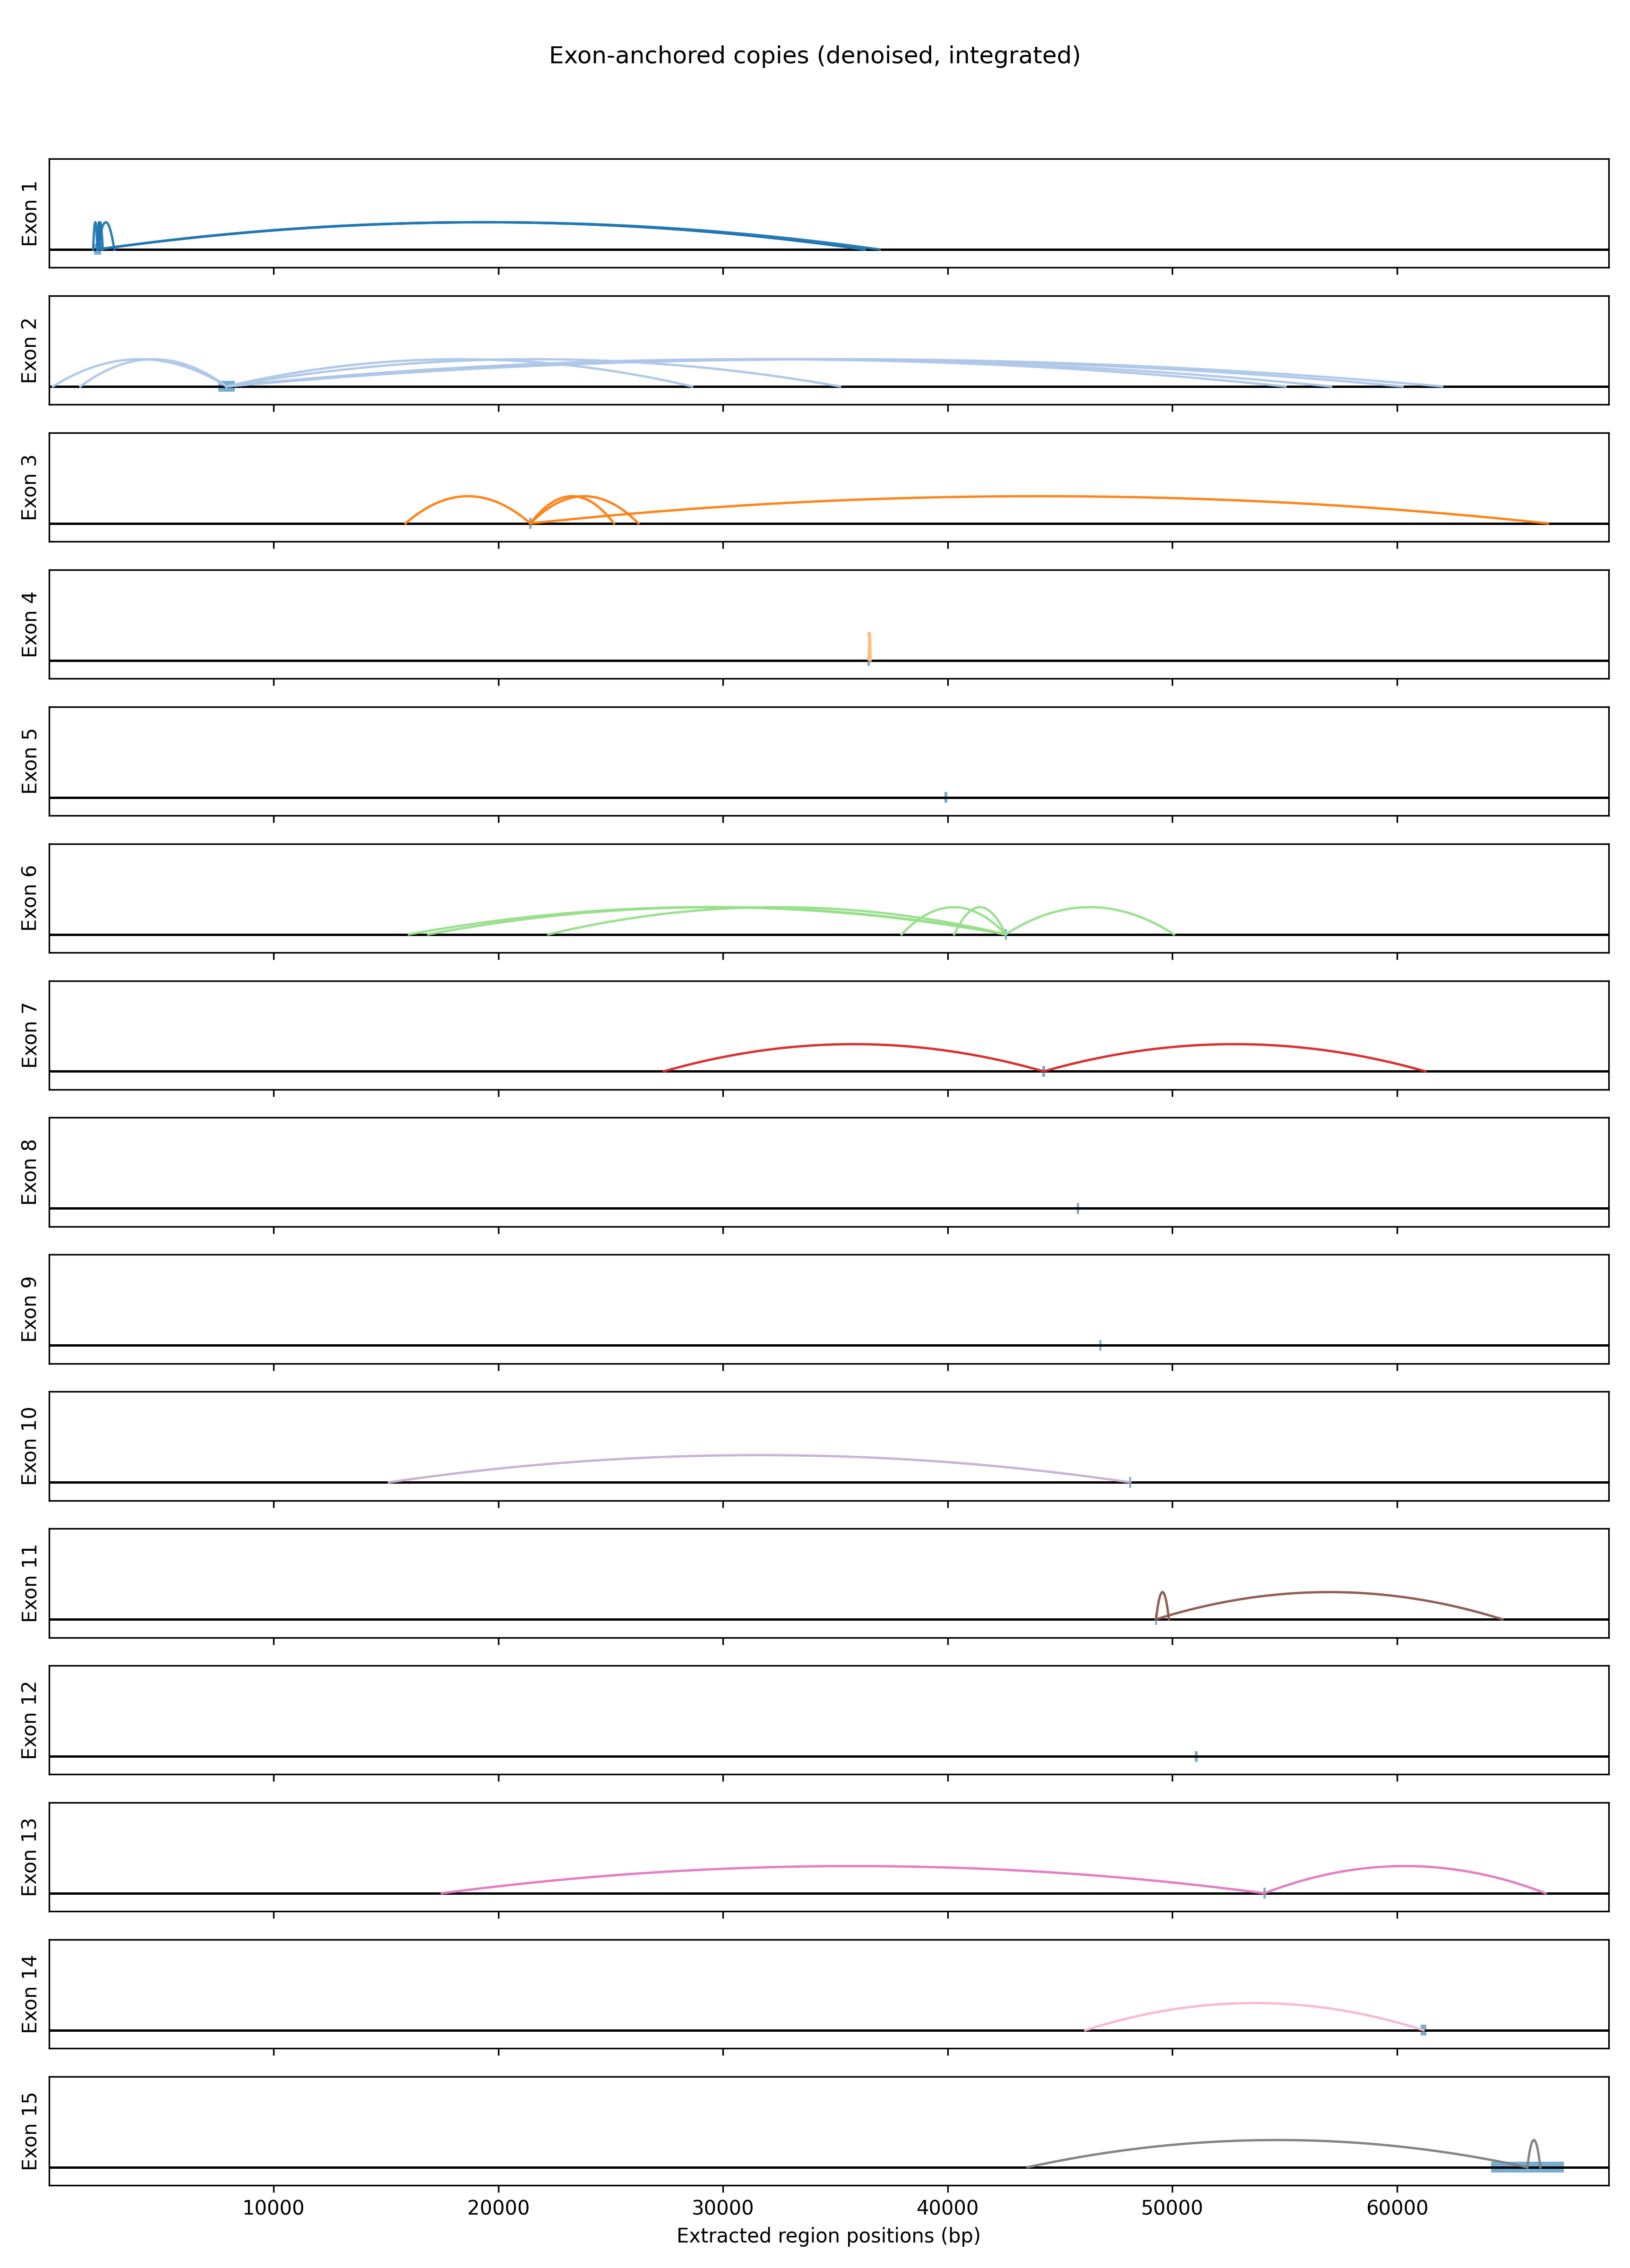 Exon-anchored copies (denoised, integrated)
Exon 1
Exon 2
Exon 3
Exon 4
Exon 5
Exon 6
Exon 7
Exon 8
Exon 9
Exon 10
Exon 11
Exon 12
Exon 13
Exon 14
Exon 15
10000 20000 30000 40000 50000 60000
Extracted region positions (bp)